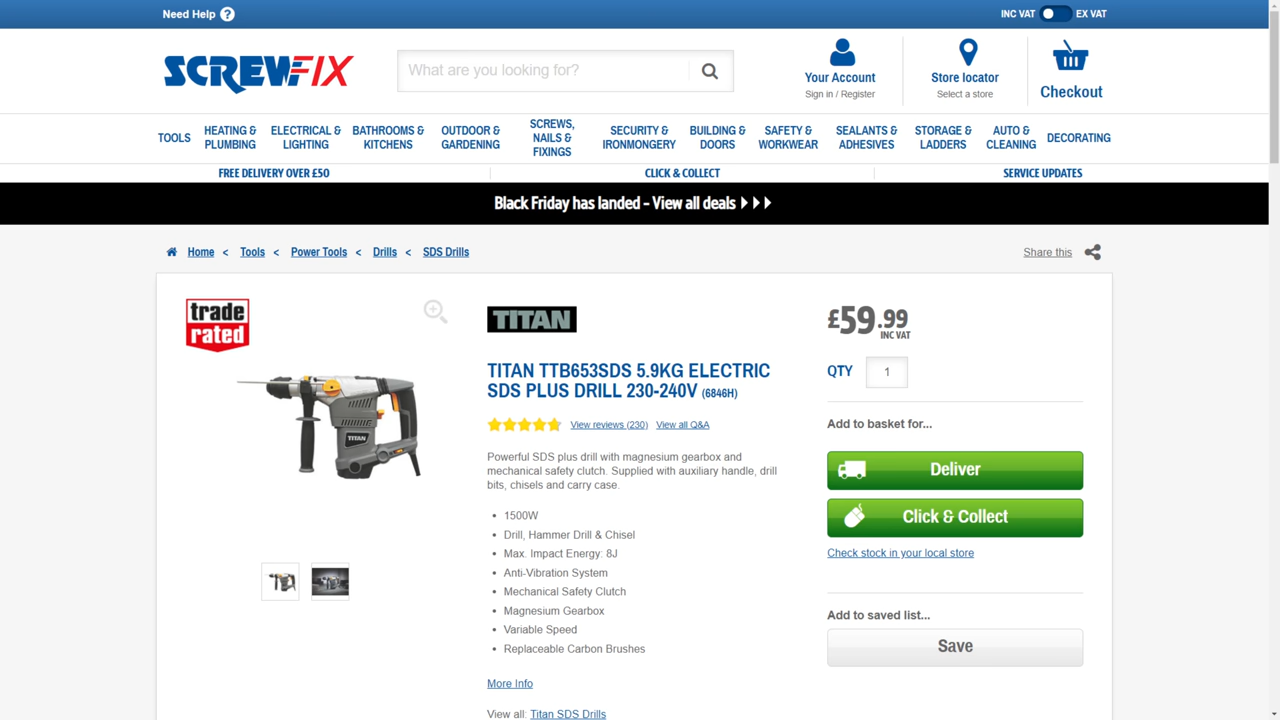 Need Help ?
INC VAT EX VAT
SCREWFIX
What are you looking for?
Your Account
Sign in / Register
Store locator
Select a store
Checkout
TOOLS
HEATING &
PLUMBING
ELECTRICAL &
LIGHTING
BATHROOMS &
KITCHENS
OUTDOOR &
GARDENING
SCREWS,
NAILS &
FIXINGS
SECURITY &
IRONMONGERY
BUILDING &
DOORS
SAFETY &
WORKWEAR
SEALANTS &
ADHESIVES
STORAGE &
LADDERS
AUTO &
CLEANING
DECORATING
FREE DELIVERY OVER £50
CLICK & COLLECT
SERVICE UPDATES
Black Friday has landed - View all deals
Home < Tools < Power Tools < Drills < SDS Drills
Share this
trade
rated
TITAN
TITAN
TITAN TTB653SDS 5.9KG ELECTRIC
SDS PLUS DRILL 230-240V (6846H)
View reviews (230) View all Q&A
Powerful SDS plus drill with magnesium gearbox and
mechanical safety clutch. Supplied with auxiliary handle, drill
bits, chisels and carry case.
• 1500W
• Drill, Hammer Drill & Chisel
• Max. Impact Energy: 8J
• Anti-Vibration System
• Mechanical Safety Clutch
• Magnesium Gearbox
• Variable Speed
• Replaceable Carbon Brushes
More Info
View all: Titan SDS Drills
£59.99
INC VAT
QTY 1
Add to basket for...
Deliver
Click & Collect
Check stock in your local store
Add to saved list...
Save